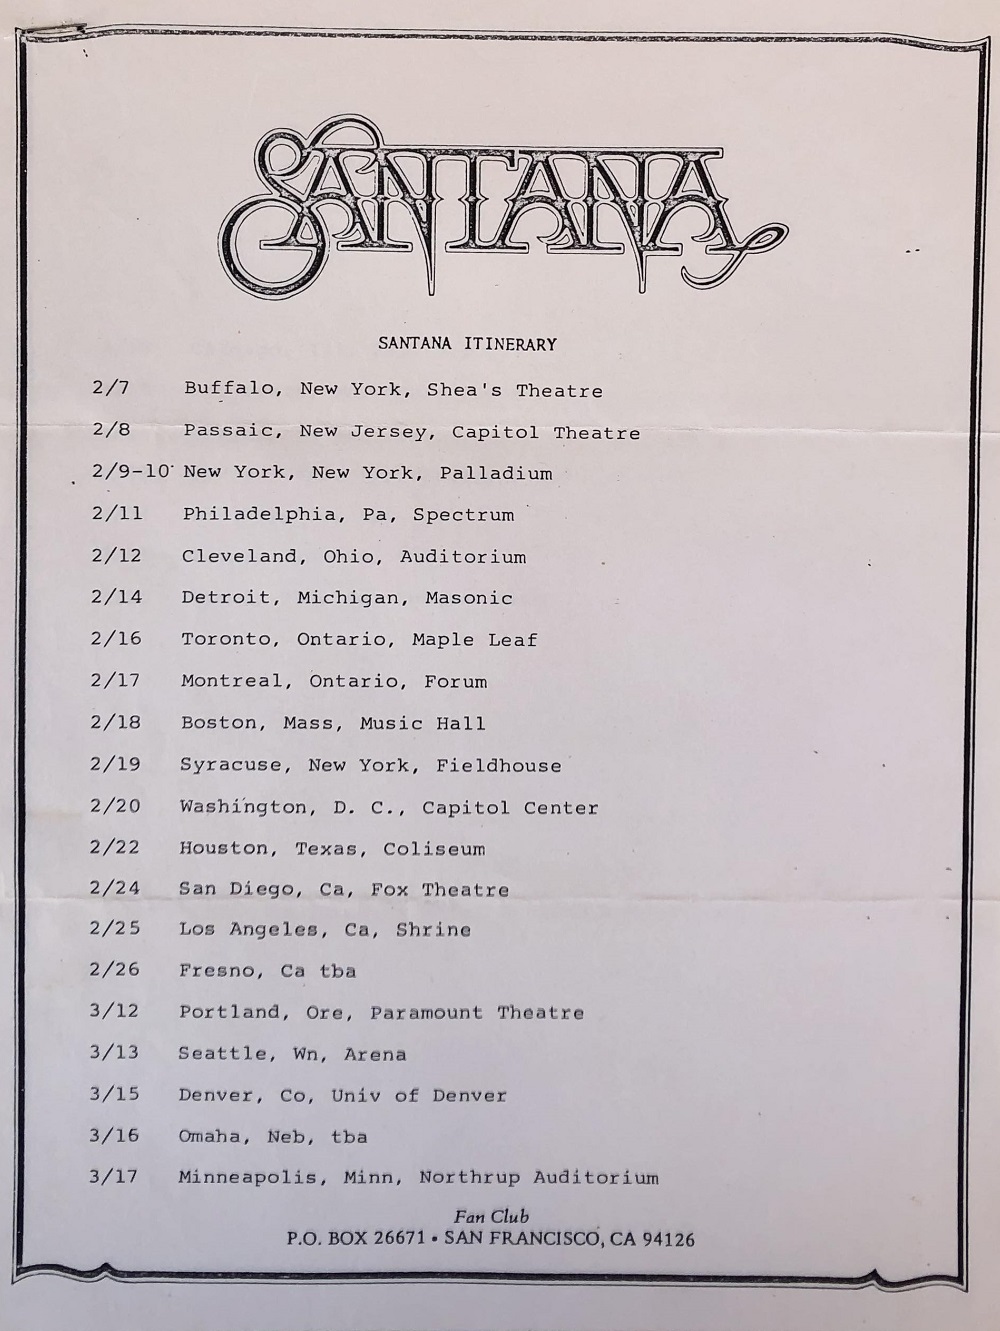 SANTANA
SANTANA ITINERARY
2/7 Buffalo, New York, Shea's Theatre
2/8 Passaic, New Jersey, Capitol Theatre
2/9-10 New York, New York, Palladium
2/11 Philadelphia, Pa, Spectrum
2/12 Cleveland, Ohio, Auditorium
2/14 Detroit, Michigan, Masonic
2/16 Toronto, Ontario, Maple Leaf
2/17 Montreal, Ontario, Forum
2/18 Boston, Mass, Music Hall
2/19 Syracuse, New York, Fieldhouse
2/20 Washington, D. C., Capitol Center
2/22 Houston, Texas, Coliseum
2/24 San Diego, Ca, Fox Theatre
2/25 Los Angeles, Ca, Shrine
2/26 Fresno, Ca tba
3/12 Portland, Ore, Paramount Theatre
3/13 Seattle, Wn, Arena
3/15 Denver, Co, Univ of Denver
3/16 Omaha, Neb, tba
3/17 Minneapolis, Minn, Northrup Auditorium
Fan Club
P.O. BOX 26671 • SAN FRANCISCO, CA 94126